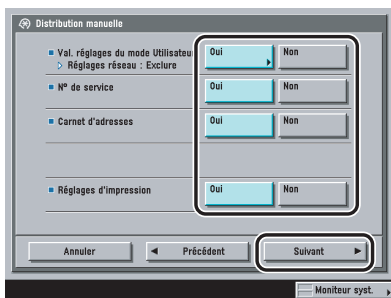 Distribution manuelle
Val. réglages du mode Utilisateur Oui Non
Réglages réseau : Exclure
N° de service Oui Non
Carnet d'adresses Oui Non
Réglages d'impression Oui Non
Annuler Précédent Suivant
Moniteur syst.